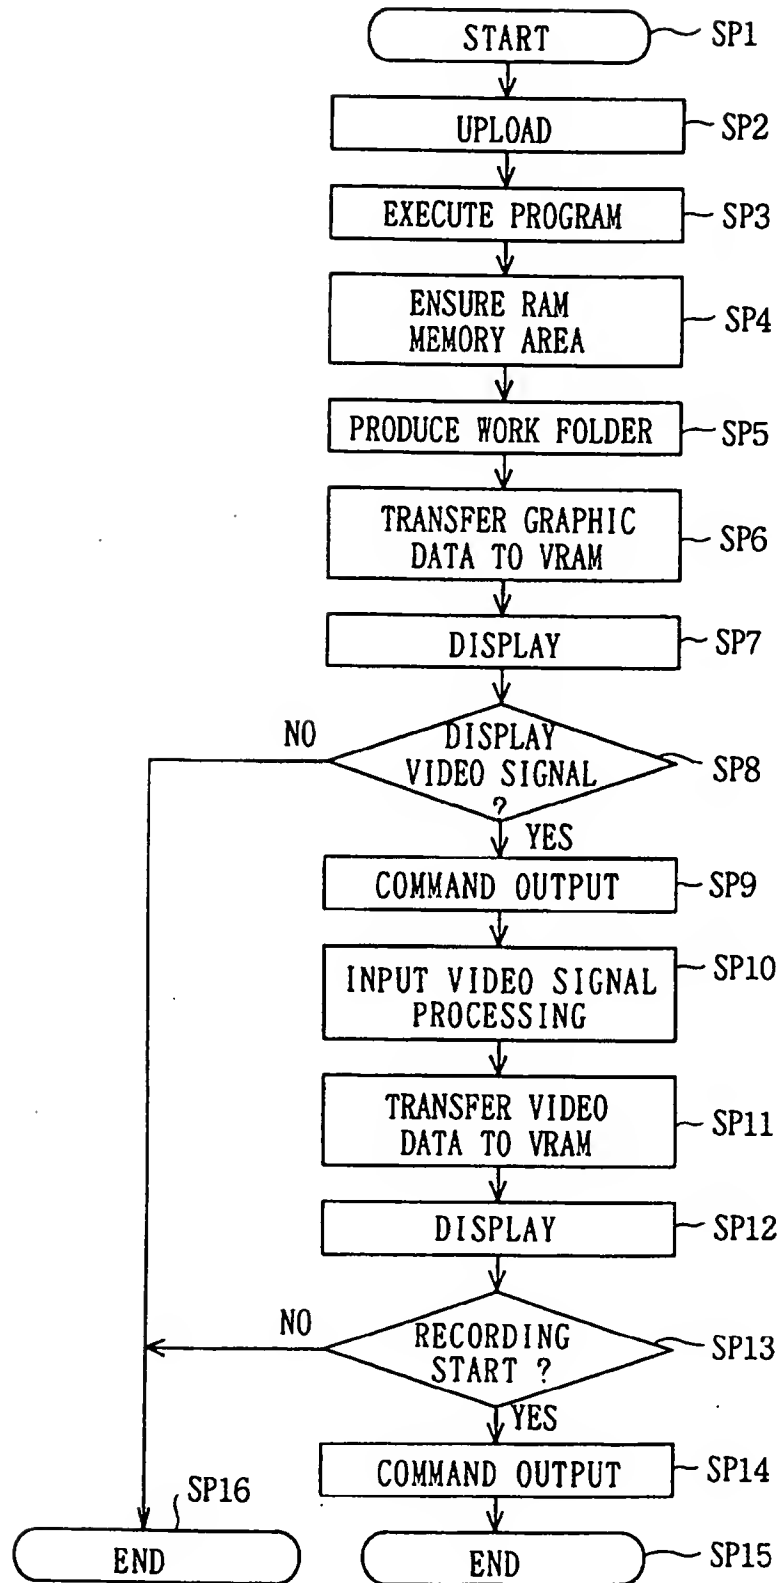 START
SP1
UPLOAD
SP2
EXECUTE PROGRAM
SP3
ENSURE RAM
MEMORY AREA
SP4
PRODUCE WORK FOLDER
SP5
TRANSFER GRAPHIC
DATA TO VRAM
SP6
DISPLAY
SP7
NO
DISPLAY
VIDEO SIGNAL
?
SP8
YES
COMMAND OUTPUT
SP9
INPUT VIDEO SIGNAL
PROCESSING
SP10
TRANSFER VIDEO
DATA TO VRAM
SP11
DISPLAY
SP12
NO
RECORDING
START ?
SP13
YES
COMMAND OUTPUT
SP14
SP16
END
END
SP15